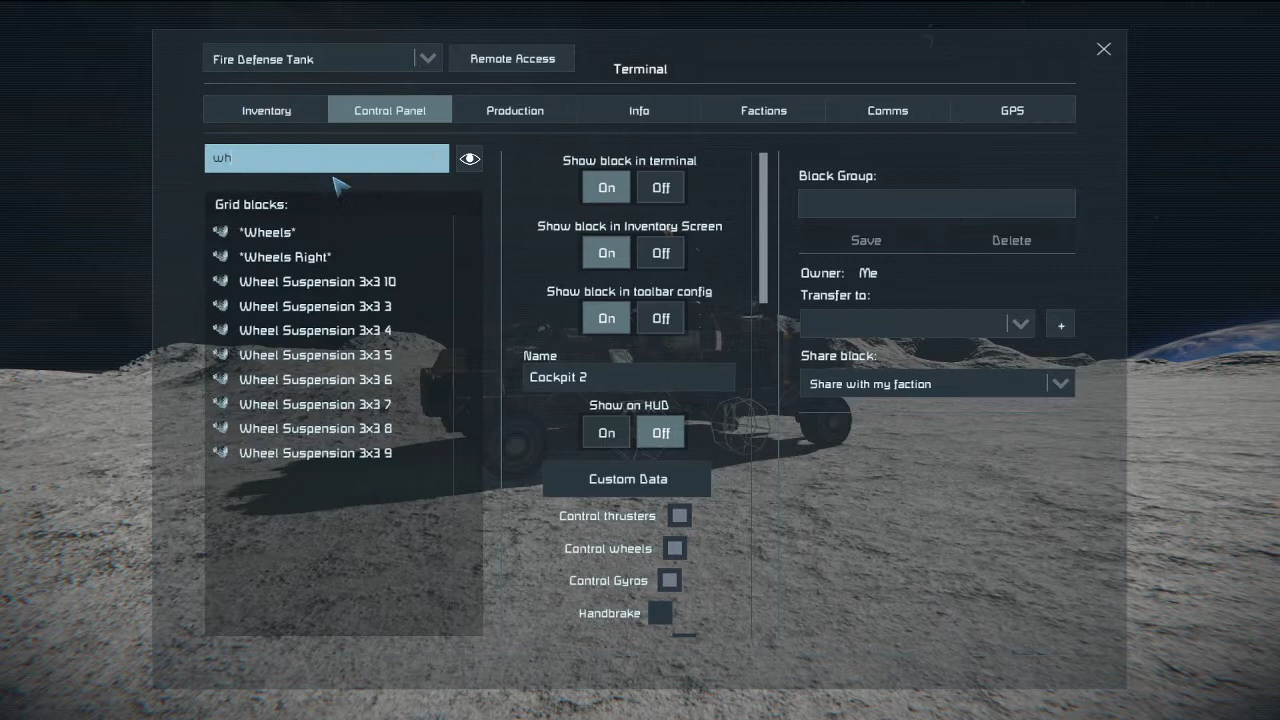 Fire Defense Tank
Remote Access
Terminal
Inventory
Control Panel
Production
Info
Factions
Comms
GPS
wh
Grid blocks:
*Wheels*
*Wheels Right*
Wheel Suspension 3x3 10
Wheel Suspension 3x3 3
Wheel Suspension 3x3 4
Wheel Suspension 3x3 5
Wheel Suspension 3x3 6
Wheel Suspension 3x3 7
Wheel Suspension 3x3 8
Wheel Suspension 3x3 9
Show block in terminal
On Off
Show block in Inventory Screen
On Off
Show block in toolbar config
On Off
Name
Cockpit 2
Show on HUD
On Off
Custom Data
Control thrusters
Control wheels
Control Gyros
Handbrake
Block Group:
Save Delete
Owner: Me
Transfer to:
+
Share block:
Share with my faction